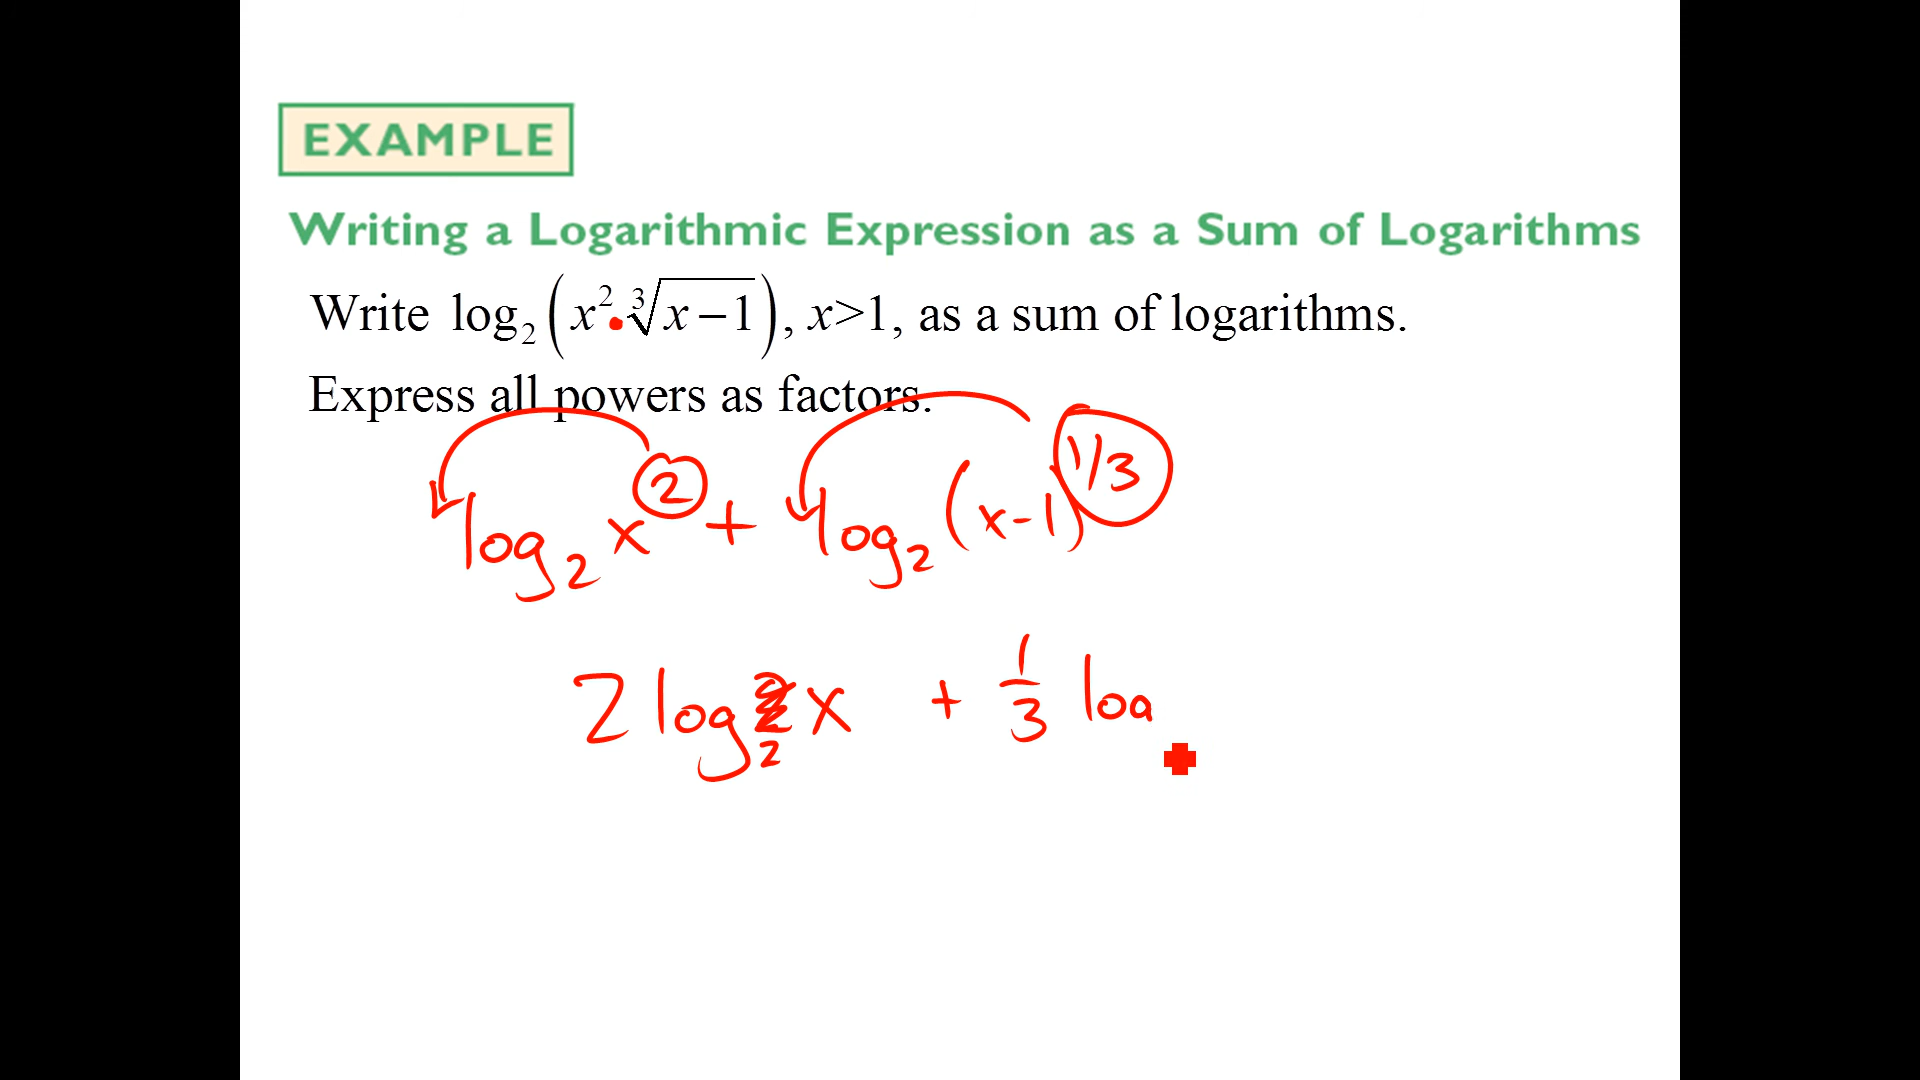 EXAMPLE
Writing a Logarithmic Expression as a Sum of Logarithms
Write log₂(x²·∛(x−1)), x>1, as a sum of logarithms.
Express all powers as factors.
log₂ x² + log₂ (x-1)^1/3
2 log₂ x + 1/3 log